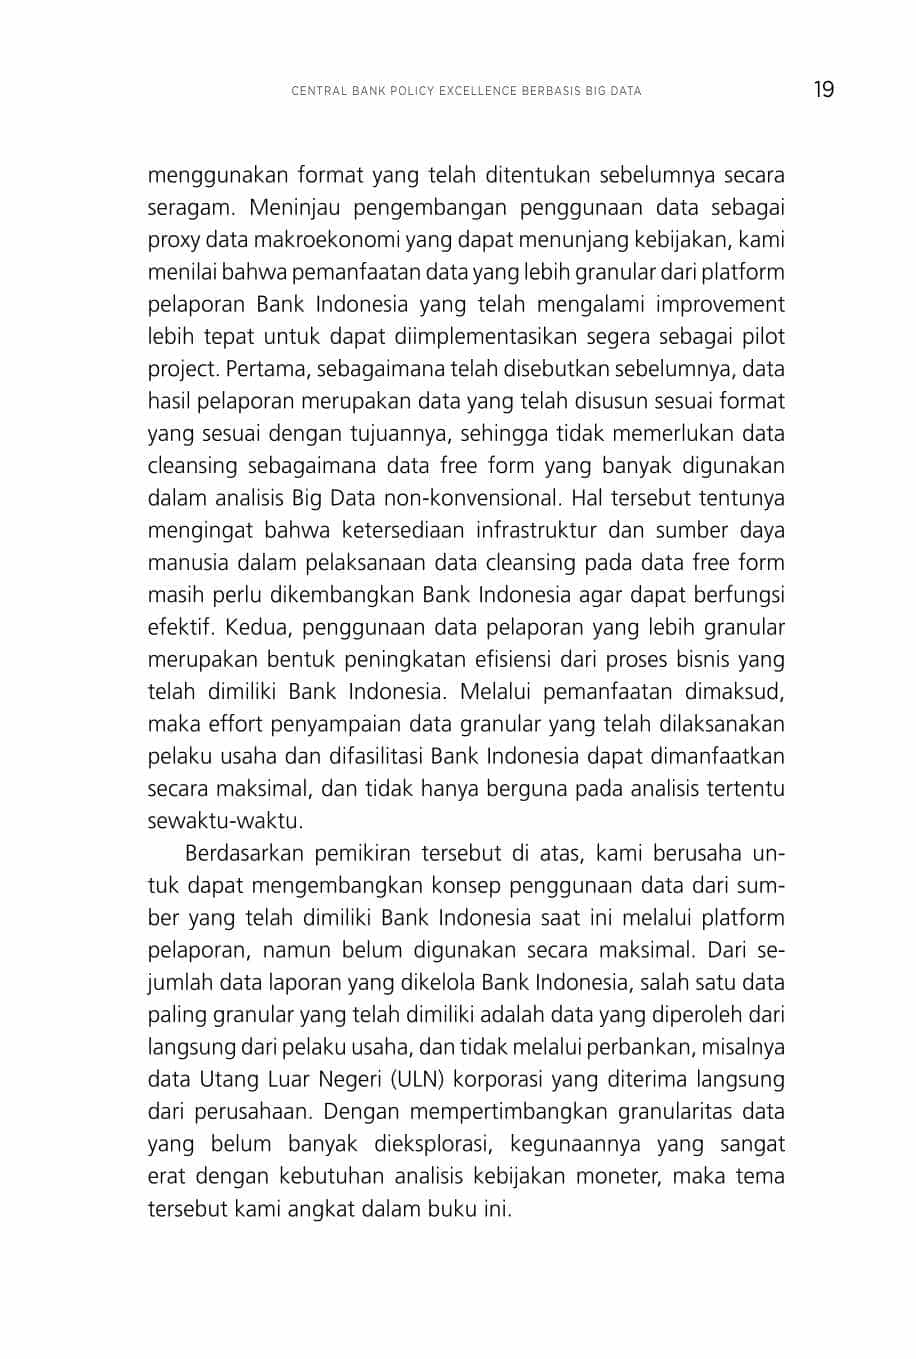 CENTRAL BANK POLICY EXCELLENCE BERBASIS BIG DATA 19
menggunakan format yang telah ditentukan sebelumnya secara
seragam. Meninjau pengembangan penggunaan data sebagai
proxy data makroekonomi yang dapat menunjang kebijakan, kami
menilai bahwa pemanfaatan data yang lebih granular dari platform
pelaporan Bank Indonesia yang telah mengalami improvement
lebih tepat untuk dapat diimplementasikan segera sebagai pilot
project. Pertama, sebagaimana telah disebutkan sebelumnya, data
hasil pelaporan merupakan data yang telah disusun sesuai format
yang sesuai dengan tujuannya, sehingga tidak memerlukan data
cleansing sebagaimana data free form yang banyak digunakan
dalam analisis Big Data non-konvensional. Hal tersebut tentunya
mengingat bahwa ketersediaan infrastruktur dan sumber daya
manusia dalam pelaksanaan data cleansing pada data free form
masih perlu dikembangkan Bank Indonesia agar dapat berfungsi
efektif. Kedua, penggunaan data pelaporan yang lebih granular
merupakan bentuk peningkatan efisiensi dari proses bisnis yang
telah dimiliki Bank Indonesia. Melalui pemanfaatan dimaksud,
maka effort penyampaian data granular yang telah dilaksanakan
pelaku usaha dan difasilitasi Bank Indonesia dapat dimanfaatkan
secara maksimal, dan tidak hanya berguna pada analisis tertentu
sewaktu-waktu.
Berdasarkan pemikiran tersebut di atas, kami berusaha un-
tuk dapat mengembangkan konsep penggunaan data dari sum-
ber yang telah dimiliki Bank Indonesia saat ini melalui platform
pelaporan, namun belum digunakan secara maksimal. Dari se-
jumlah data laporan yang dikelola Bank Indonesia, salah satu data
paling granular yang telah dimiliki adalah data yang diperoleh dari
langsung dari pelaku usaha, dan tidak melalui perbankan, misalnya
data Utang Luar Negeri (ULN) korporasi yang diterima langsung
dari perusahaan. Dengan mempertimbangkan granularitas data
yang belum banyak dieksplorasi, kegunaannya yang sangat
erat dengan kebutuhan analisis kebijakan moneter, maka tema
tersebut kami angkat dalam buku ini.